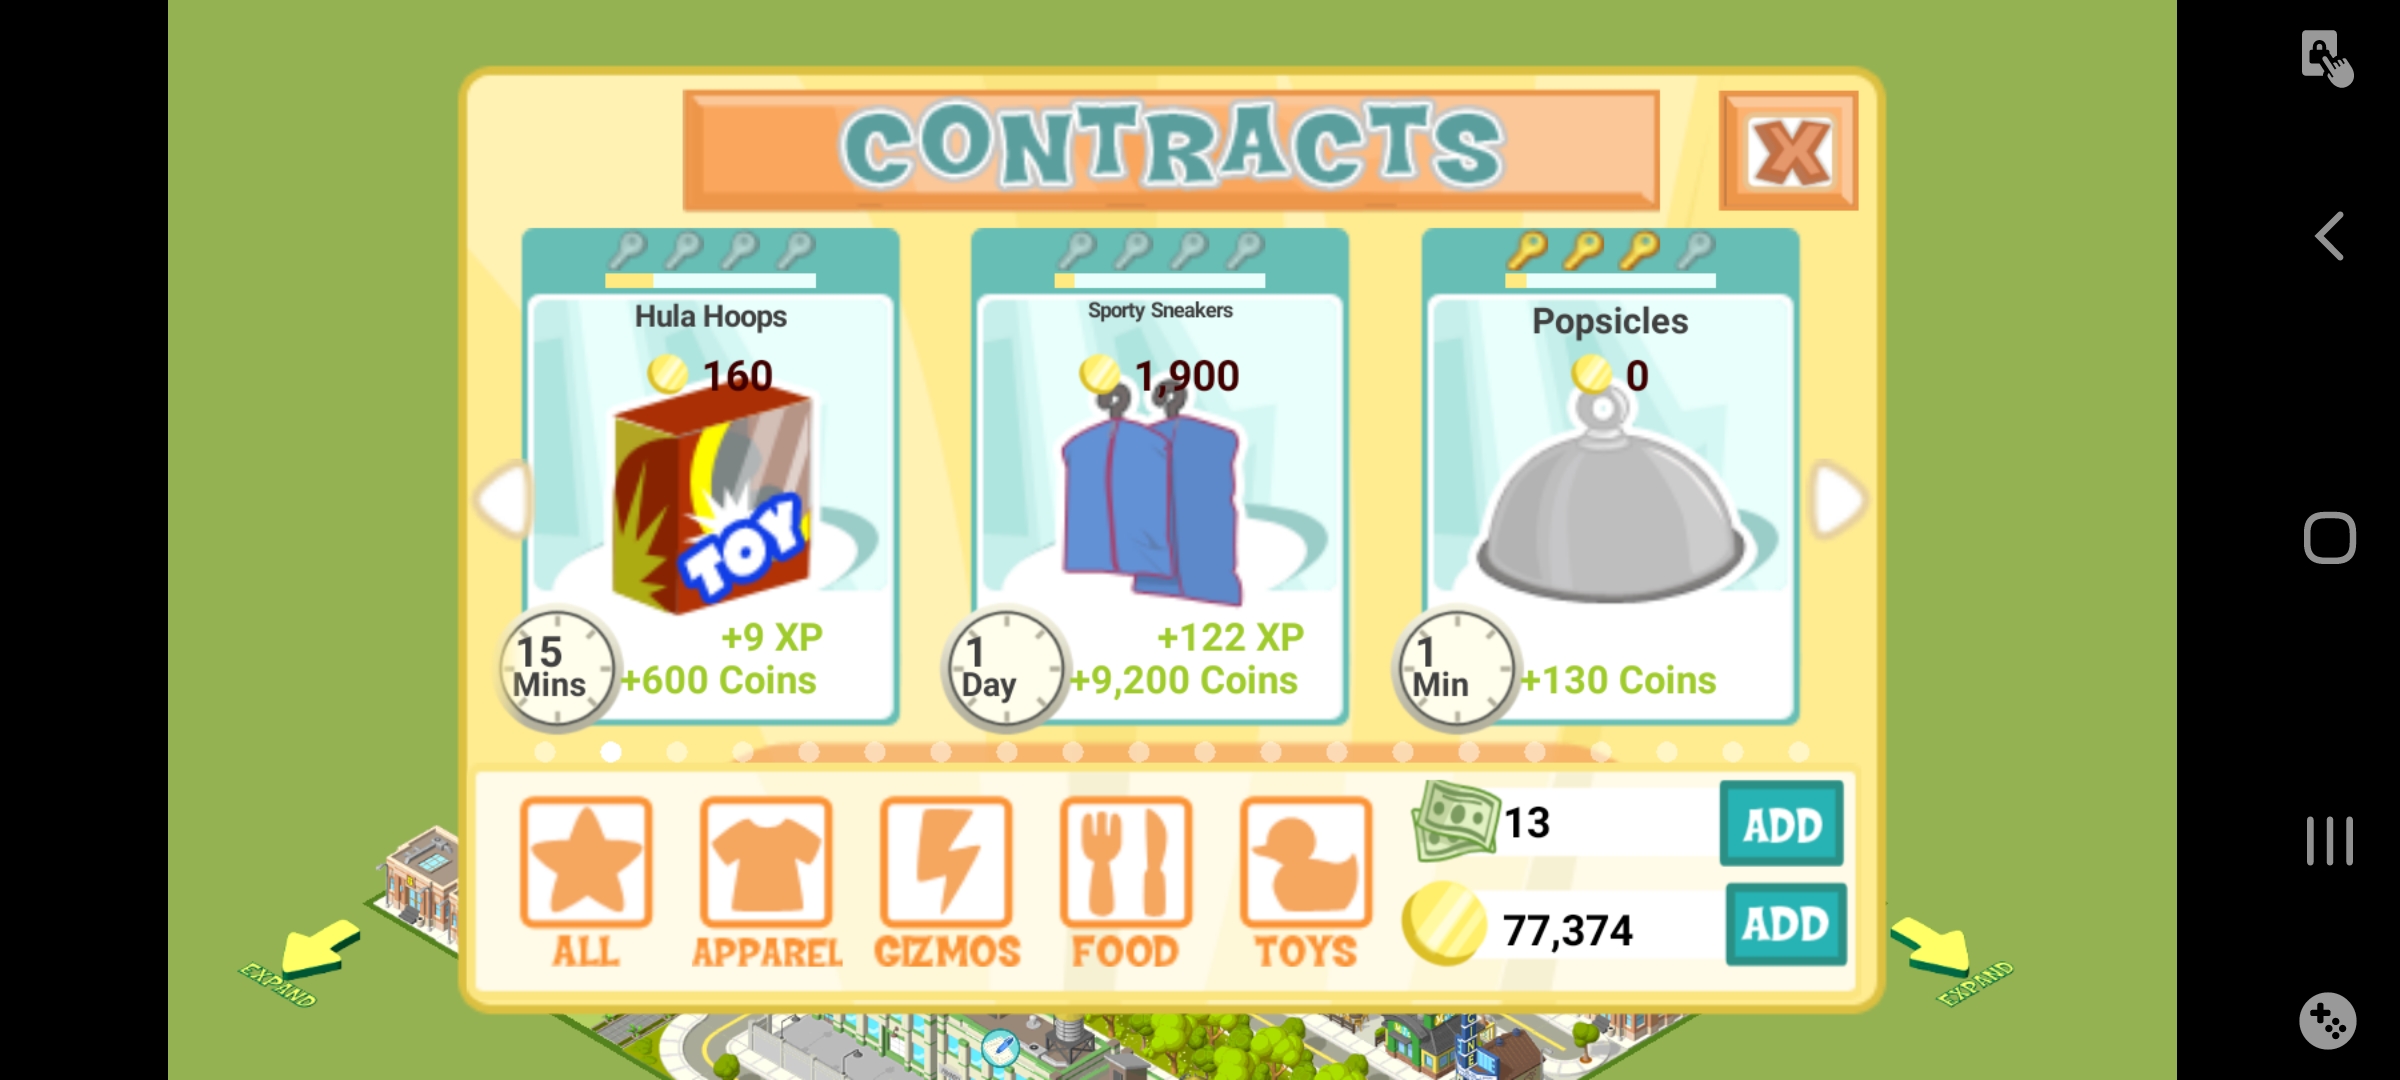 CONTRACTS
X
Hula Hoops
160
TOY
15
Mins
+9 XP
+600 Coins
Sporty Sneakers
1,900
1
Day
+122 XP
+9,200 Coins
Popsicles
0
1
Min
+130 Coins
ALL
APPAREL
GIZMOS
FOOD
TOYS
13
ADD
77,374
ADD
EXPAND
EXPAND